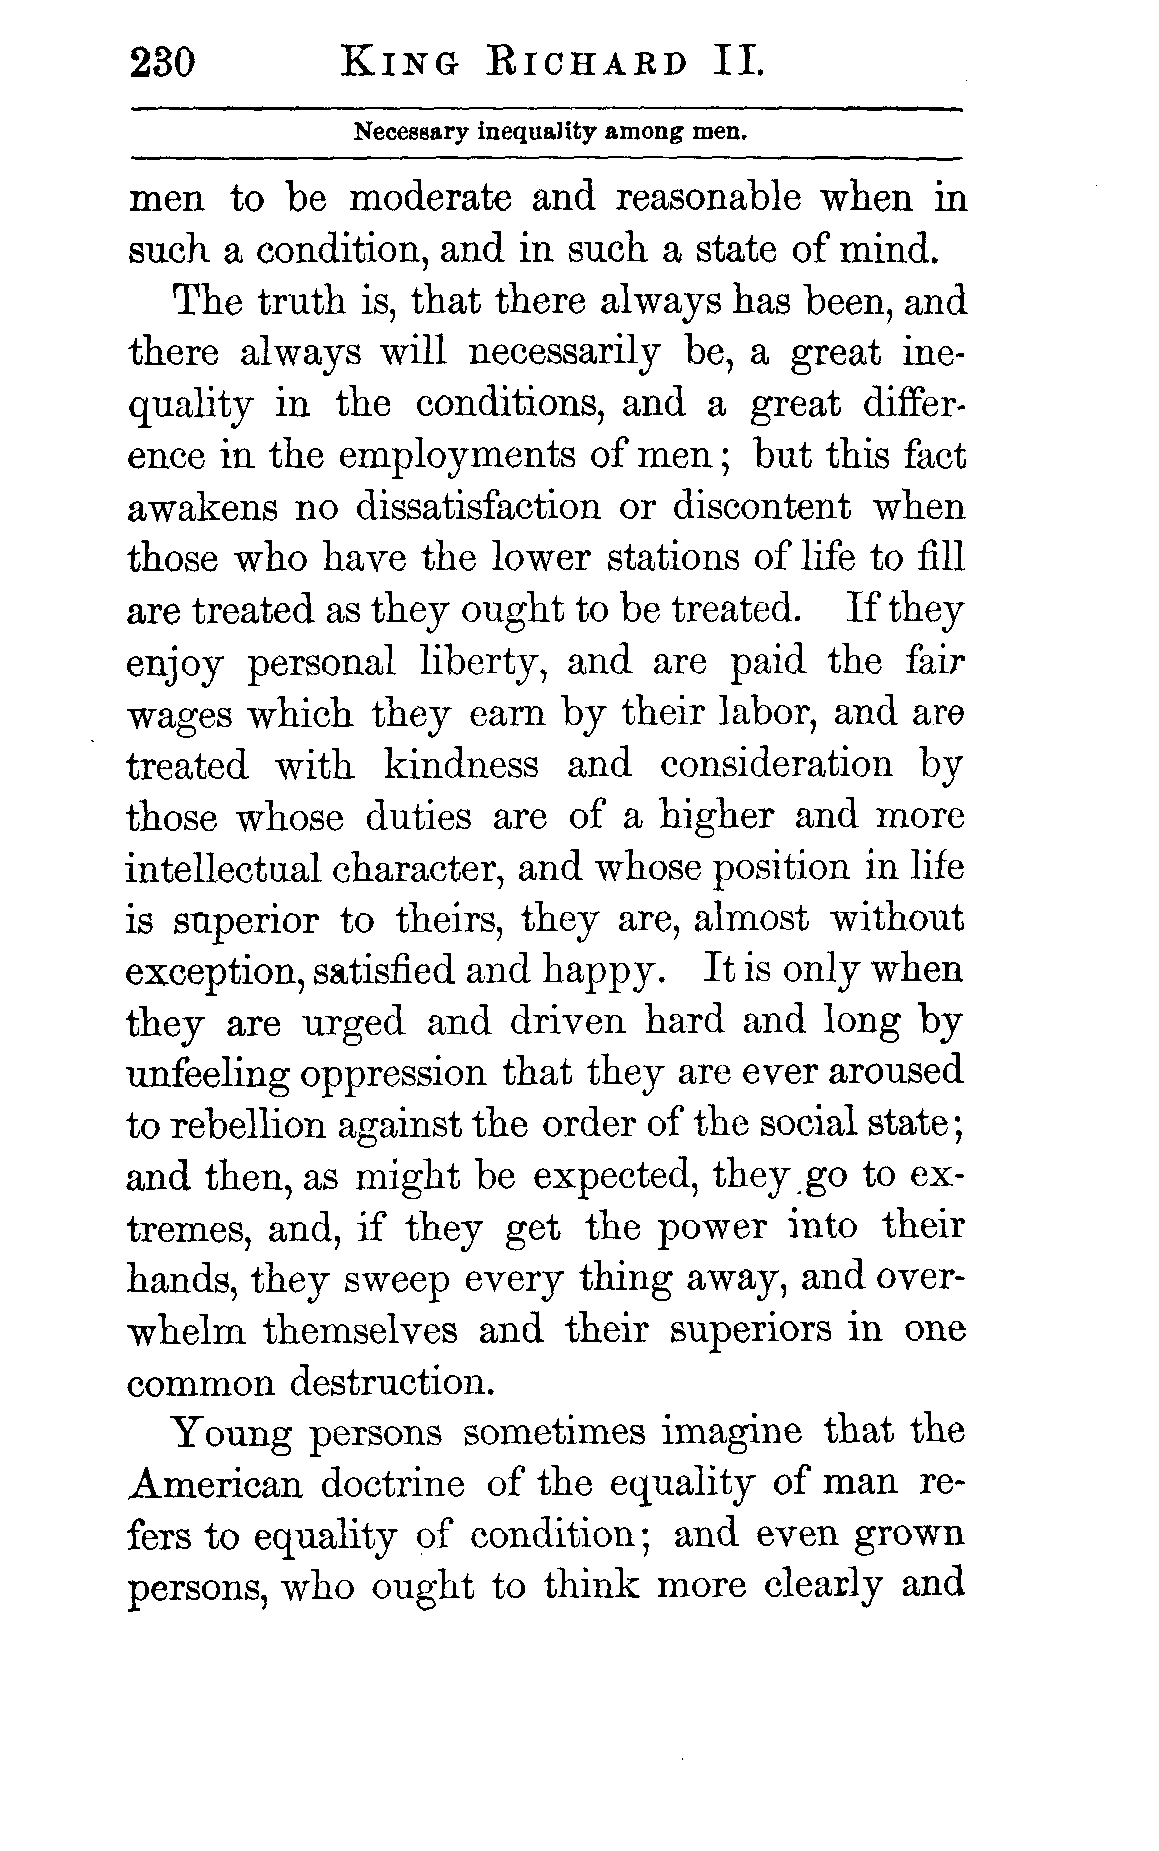 230 KING RICHARD II.
Necessary inequality among men.
men to be moderate and reasonable when in
such a condition, and in such a state of mind.
The truth is, that there always has been, and
there always will necessarily be, a great ine-
quality in the conditions, and a great differ-
ence in the employments of men; but this fact
awakens no dissatisfaction or discontent when
those who have the lower stations of life to fill
are treated as they ought to be treated. If they
enjoy personal liberty, and are paid the fair
wages which they earn by their labor, and are
treated with kindness and consideration by
those whose duties are of a higher and more
intellectual character, and whose position in life
is superior to theirs, they are, almost without
exception, satisfied and happy. It is only when
they are urged and driven hard and long by
unfeeling oppression that they are ever aroused
to rebellion against the order of the social state;
and then, as might be expected, they go to ex-
tremes, and, if they get the power into their
hands, they sweep every thing away, and over-
whelm themselves and their superiors in one
common destruction.
Young persons sometimes imagine that the
American doctrine of the equality of man re-
fers to equality of condition; and even grown
persons, who ought to think more clearly and